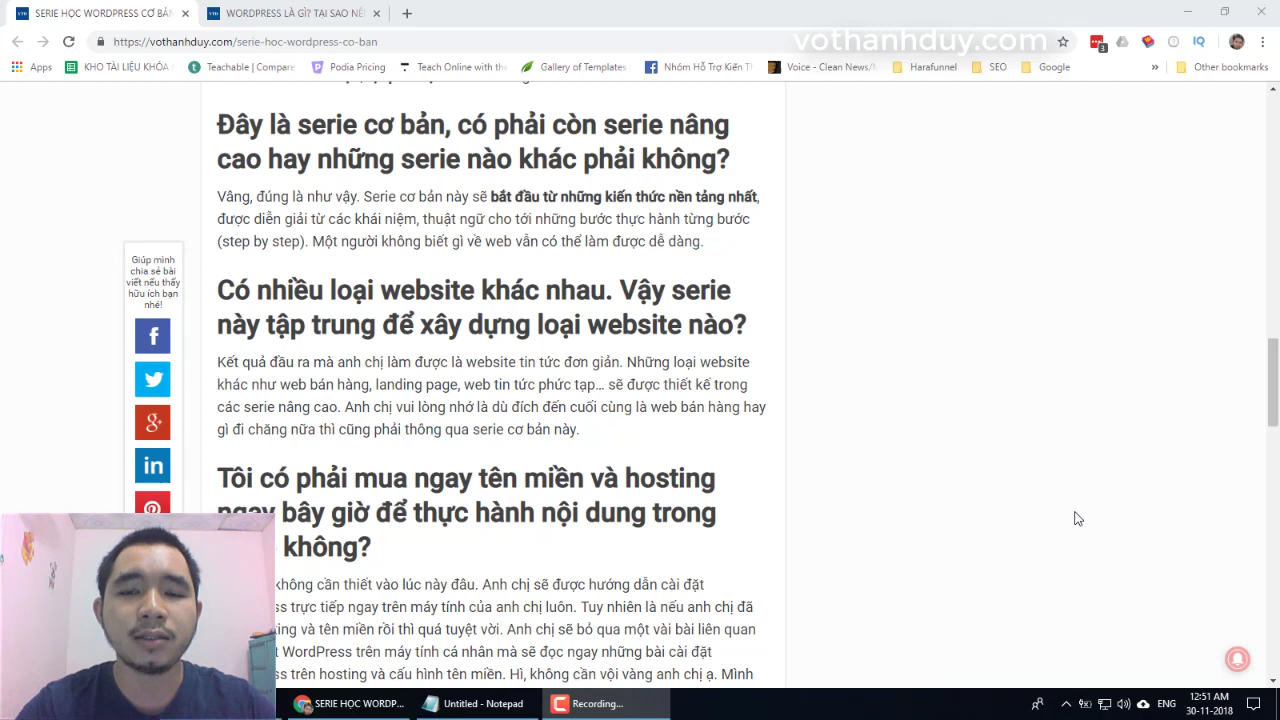 SERIE HỌC WORDPRESS CƠ BẢN
WORDPRESS LÀ GÌ? TẠI SAO NÊ
https://vothanhduy.com/serie-hoc-wordpress-co-ban
vothanhduy.com
3
IQ
Apps
KHO TÀI LIỆU KHÓA
Teachable | Compare
Podia Pricing
Teach Online with the
Gallery of Templates
Nhóm Hỗ Trợ Kiến T
Voice - Clean News/M
Harafunnel
SEO
Google
»
Other bookmarks
Đây là serie cơ bản, có phải còn serie nâng
cao hay những serie nào khác phải không?
Vâng, đúng là như vậy. Serie cơ bản này sẽ bắt đầu từ những kiến thức nền tảng nhất,
được diễn giải từ các khái niệm, thuật ngữ cho tới những bước thực hành từng bước
(step by step). Một người không biết gì về web vẫn có thể làm được dễ dàng.
Giúp mình
chia sẻ bài
viết nếu thấy
hữu ích bạn
nhé!
Có nhiều loại website khác nhau. Vậy serie
này tập trung để xây dựng loại website nào?
Kết quả đầu ra mà anh chị làm được là website tin tức đơn giản. Những loại website
khác như web bán hàng, landing page, web tin tức phức tạp... sẽ được thiết kế trong
các serie nâng cao. Anh chị vui lòng nhớ là dù đích đến cuối cùng là web bán hàng hay
gì đi chăng nữa thì cũng phải thông qua serie cơ bản này.
Tôi có phải mua ngay tên miền và hosting
ngay bây giờ để thực hành nội dung trong
không?
không cần thiết vào lúc này đâu. Anh chị sẽ được hướng dẫn cài đặt
ss trực tiếp ngay trên máy tính của anh chị luôn. Tuy nhiên là nếu anh chị đã
ing và tên miền rồi thì quá tuyệt vời. Anh chị sẽ bỏ qua một vài bài liên quan
t WordPress trên máy tính cá nhân mà sẽ đọc ngay những bài cài đặt
ss trên hosting và cấu hình tên miền. Hì, không cần vội vàng anh chị ạ. Mình
SERIE HỌC WORDP...
Untitled - Notepad
Recording...
ENG
12:51 AM
30-11-2018